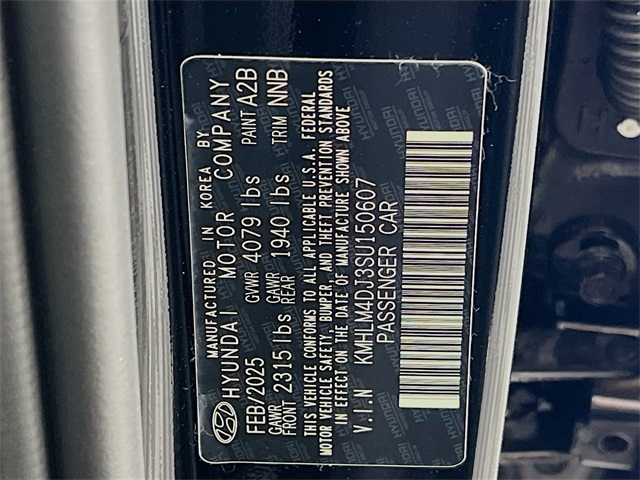 MANUFACTURED IN KOREA BY
HYUNDAI MOTOR COMPANY
FEB/2025 GVWR 4079 lbs PAINT A2B
GAWR FRONT 2315 lbs GAWR REAR 1940 lbs TRIM NNB
THIS VEHICLE CONFORMS TO ALL APPLICABLE U.S.A. FEDERAL
MOTOR VEHICLE SAFETY, BUMPER, AND THEFT PREVENTION STANDARDS
IN EFFECT ON THE DATE OF MANUFACTURE SHOWN ABOVE
V.I.N KMHLM4DJ3SU150607
PASSENGER CAR
H